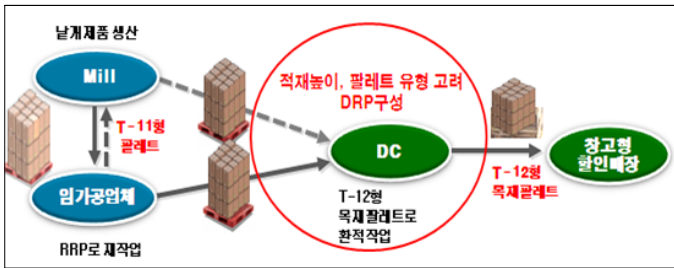 낱개제품 생산
Mill
T-11형
팔레트
임가공업체
RRP로 재작업
적재높이, 팔레트 유형 고려
DRP구성
DC
T-12형
목재팔레트로
환적작업
T-12형
목재팔레트
창고형
할인매장